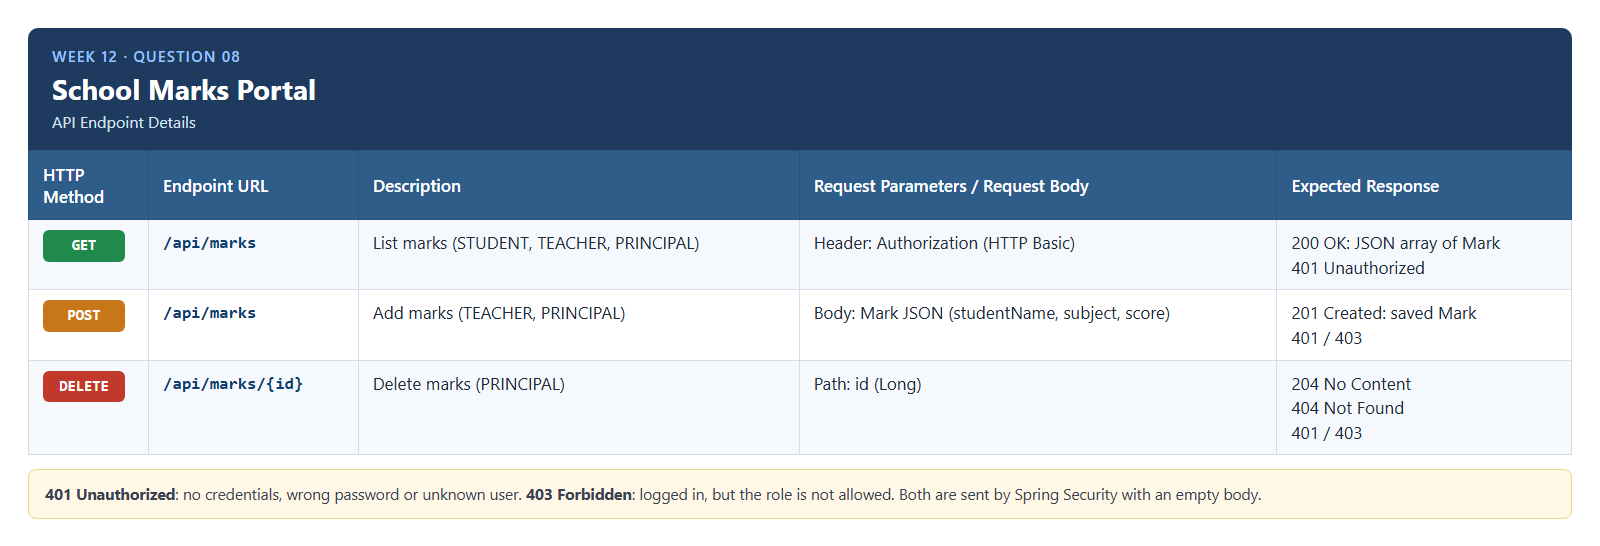 WEEK 12 · QUESTION 08
School Marks Portal
API Endpoint Details
HTTP Method
Endpoint URL
Description
Request Parameters / Request Body
Expected Response
GET
/api/marks
List marks (STUDENT, TEACHER, PRINCIPAL)
Header: Authorization (HTTP Basic)
200 OK: JSON array of Mark
401 Unauthorized
POST
/api/marks
Add marks (TEACHER, PRINCIPAL)
Body: Mark JSON (studentName, subject, score)
201 Created: saved Mark
401 / 403
DELETE
/api/marks/{id}
Delete marks (PRINCIPAL)
Path: id (Long)
204 No Content
404 Not Found
401 / 403
401 Unauthorized: no credentials, wrong password or unknown user. 403 Forbidden: logged in, but the role is not allowed. Both are sent by Spring Security with an empty body.